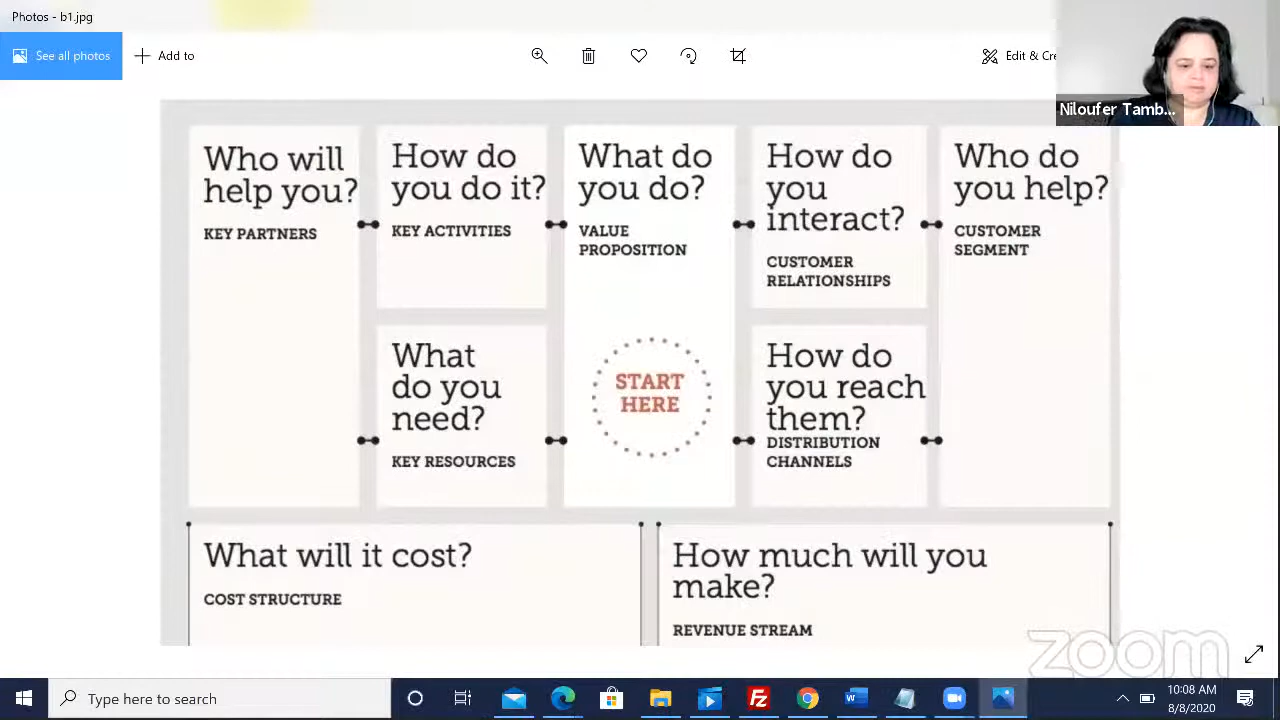 Photos - b1.jpg
See all photos
Add to
Edit & Cre
Niloufer Tamb...
Who will
help you?
KEY PARTNERS
How do
you do it?
KEY ACTIVITIES
What do
you need?
KEY RESOURCES
What do
you do?
VALUE
PROPOSITION
START
HERE
How do
you
interact?
CUSTOMER
RELATIONSHIPS
How do
you reach
them?
DISTRIBUTION
CHANNELS
Who do
you help?
CUSTOMER
SEGMENT
What will it cost?
COST STRUCTURE
How much will you
make?
REVENUE STREAM
zoom
Type here to search
10:08 AM
8/8/2020